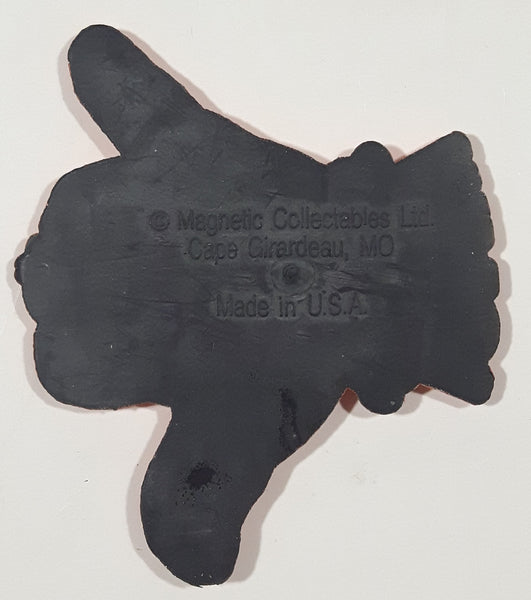 © Magnetic Collectables Ltd.
Cape Girardeau, MO
Made in U.S.A.